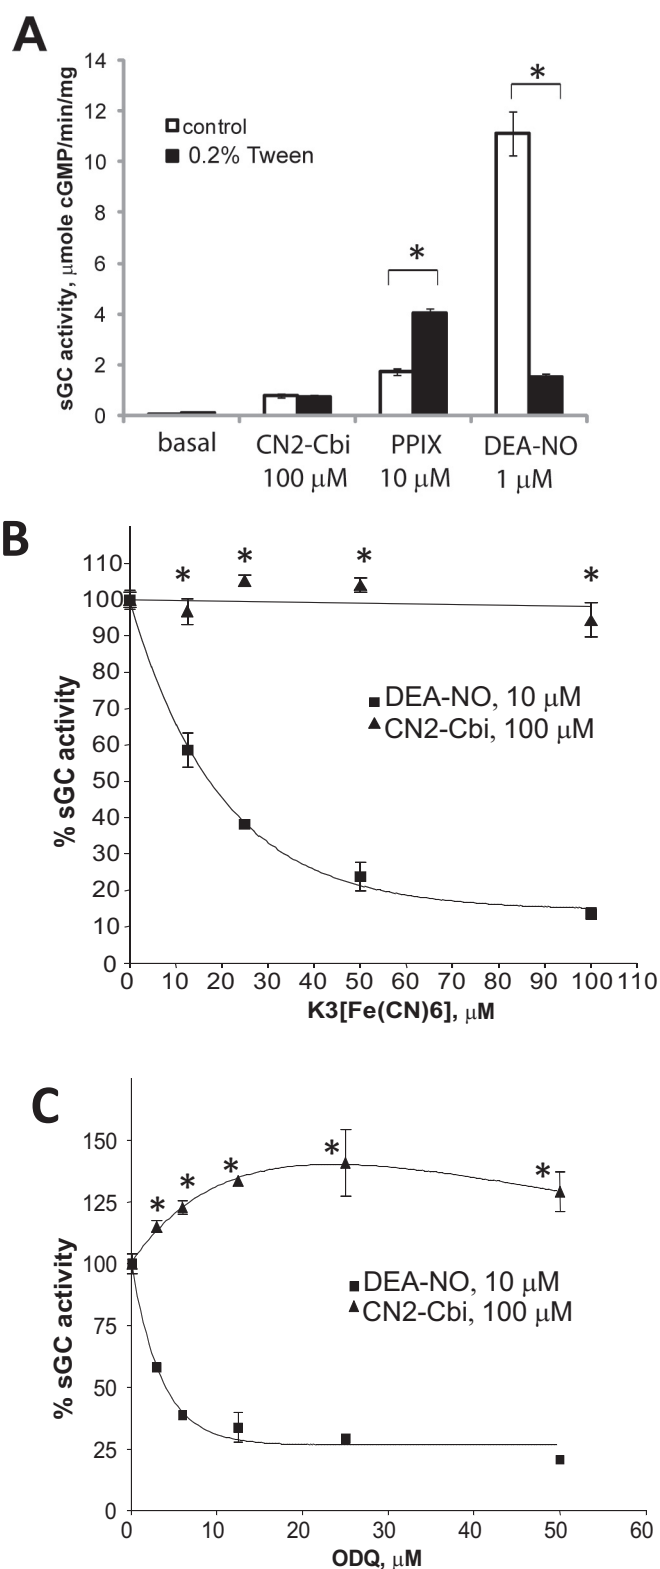 A
sGC activity, μmole cGMP/min/mg
14
12
10
8
6
4
2
0
control
0.2% Tween
*
*
basal
CN2-Cbi
100 μM
PPIX
10 μM
DEA-NO
1 μM
B
% sGC activity
110
100
90
80
70
60
50
40
30
20
10
0
* * * *
DEA-NO, 10 μM
CN2-Cbi, 100 μM
0 10 20 30 40 50 60 70 80 90 100 110
K3[Fe(CN)6], μM
C
% sGC activity
150
125
100
75
50
25
0
* * * * *
DEA-NO, 10 μM
CN2-Cbi, 100 μM
0 10 20 30 40 50 60
ODQ, μM